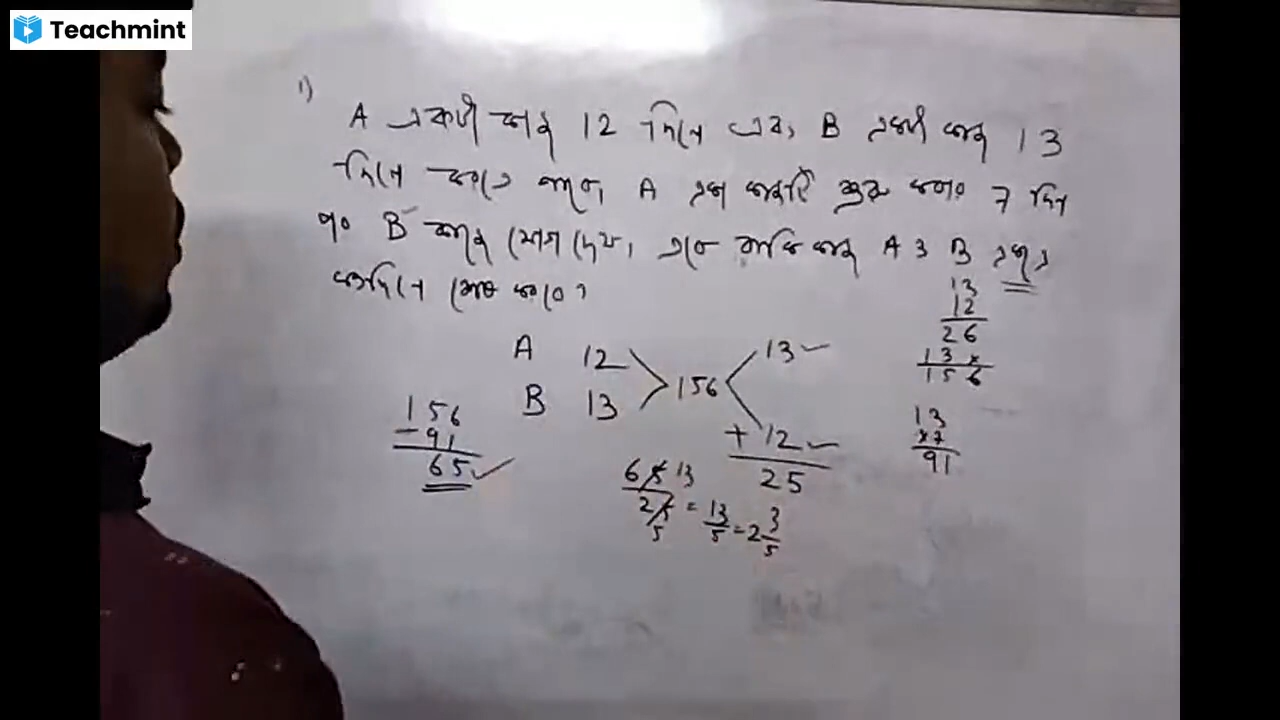 Teachmint
1)
A একটা কাজ 12 দিনে এবং B একটা কাজ 13
দিনে করতে পারে, A এক কাজটি শুরু করার 7 দিন
পর B কাজে যোগ দেয়, এতে বাকি কাজ A ও B একত্রে
কতদিনে শেষ করবে?
A 12
B 13
156
13
+ 12
25
13
12
26
13×
156
13
×7
91
156
- 91
65
65 13
25 5
= 13/5 = 2 3/5